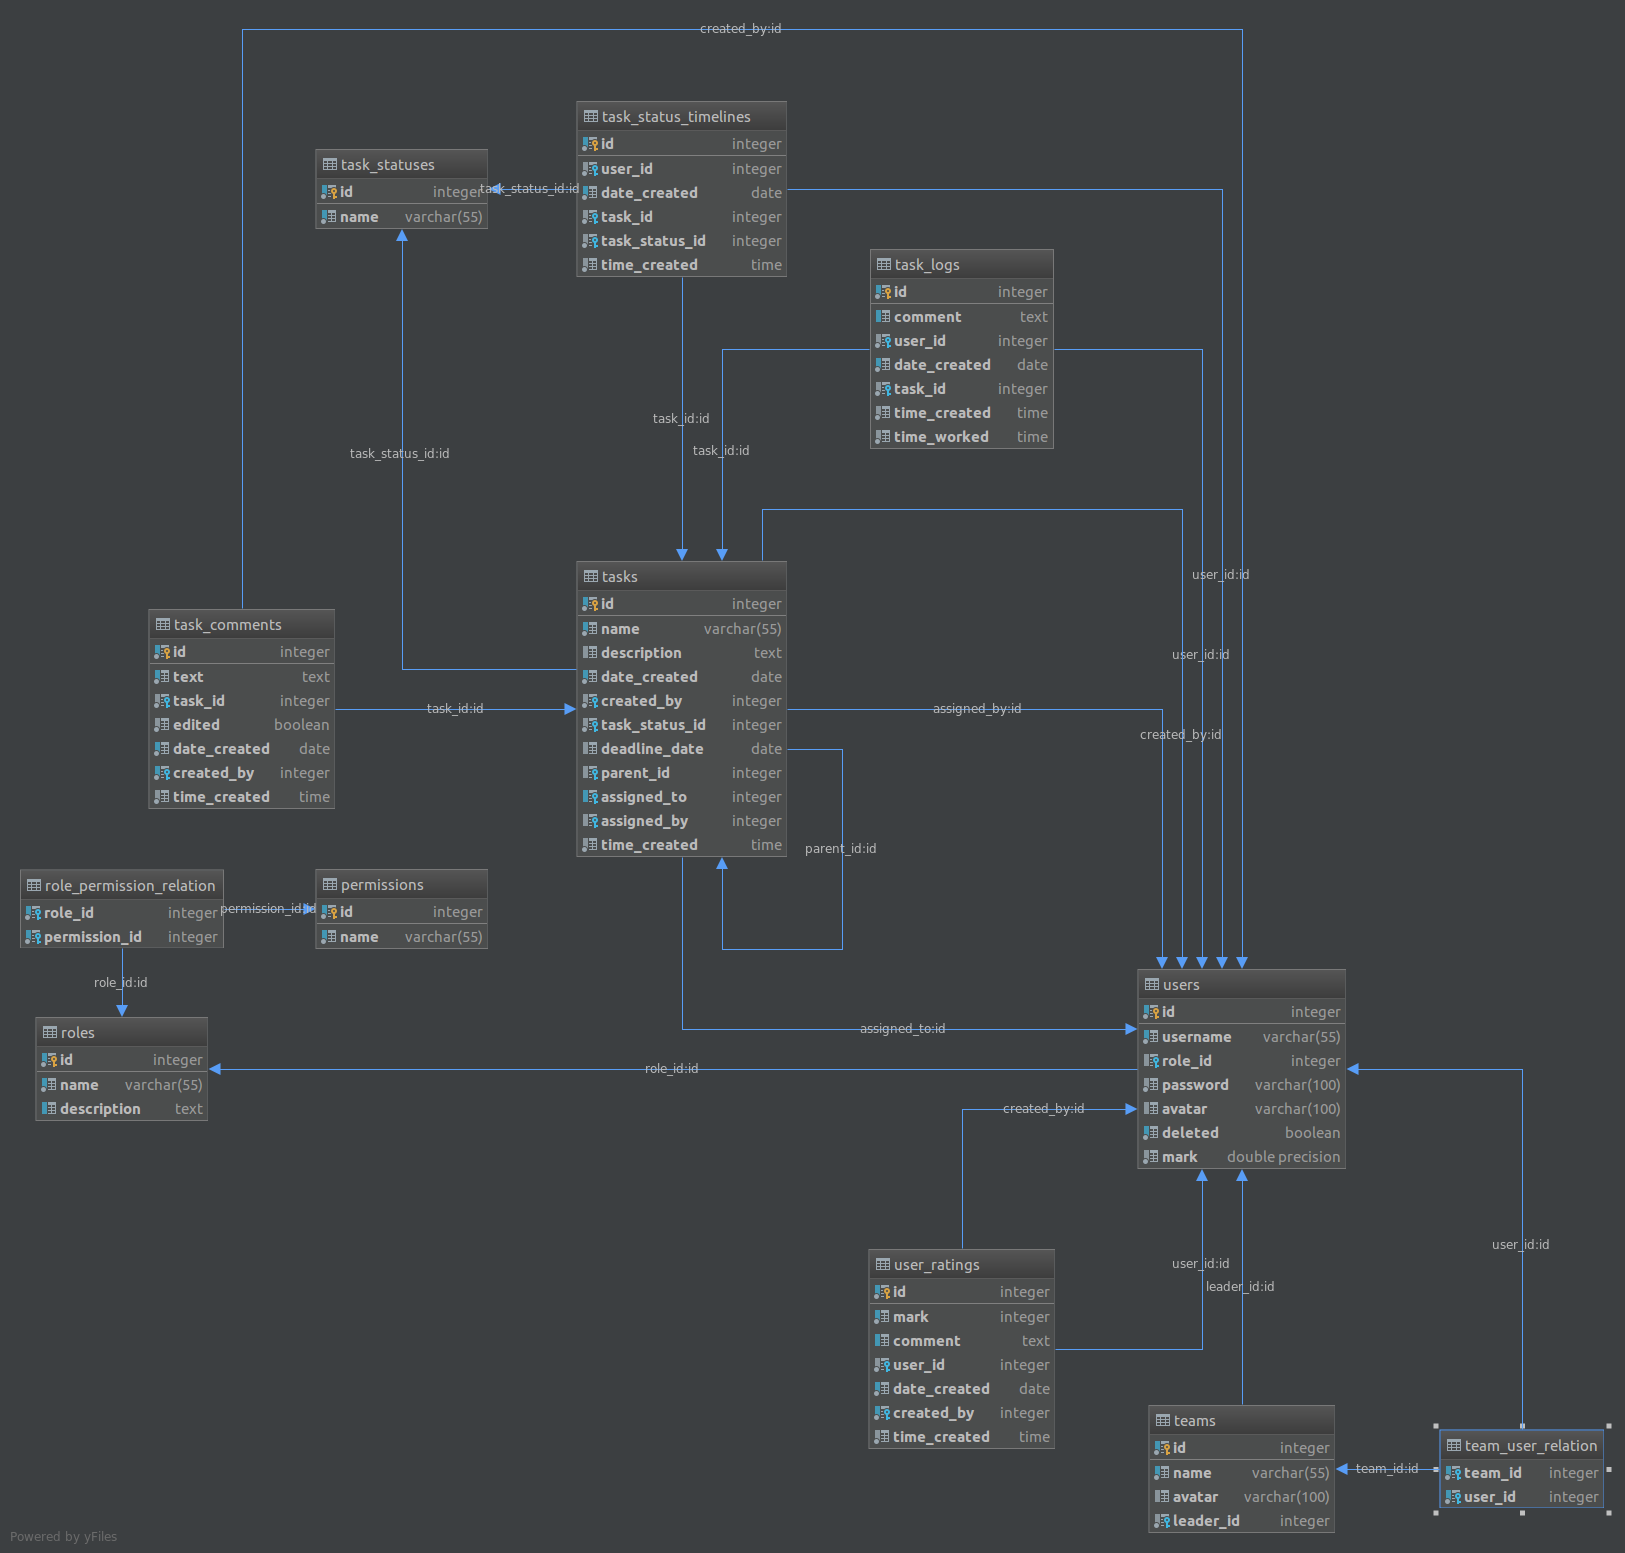 created_by:id
task_status_timelines
id integer
user_id integer
date_created date
task_id integer
task_status_id integer
time_created time
task_statuses
id integer
name varchar(55)
task_status_id:id
task_logs
id integer
comment text
user_id integer
date_created date
task_id integer
time_created time
time_worked time
task_id:id
task_id:id
task_status_id:id
user_id:id
user_id:id
created_by:id
tasks
id integer
name varchar(55)
description text
date_created date
created_by integer
task_status_id integer
deadline_date date
parent_id integer
assigned_to integer
assigned_by integer
time_created time
task_comments
id integer
text text
task_id integer
edited boolean
date_created date
created_by integer
time_created time
task_id:id
assigned_by:id
parent_id:id
role_permission_relation
role_id integer
permission_id integer
permission_id:id
permissions
id integer
name varchar(55)
role_id:id
roles
id integer
name varchar(55)
description text
assigned_to:id
role_id:id
users
id integer
username varchar(55)
role_id integer
password varchar(100)
avatar varchar(100)
deleted boolean
mark double precision
created_by:id
user_ratings
id integer
mark integer
comment text
user_id integer
date_created date
created_by integer
time_created time
user_id:id
leader_id:id
user_id:id
teams
id integer
name varchar(55)
avatar varchar(100)
leader_id integer
team_id:id
team_user_relation
team_id integer
user_id integer
Powered by yFiles